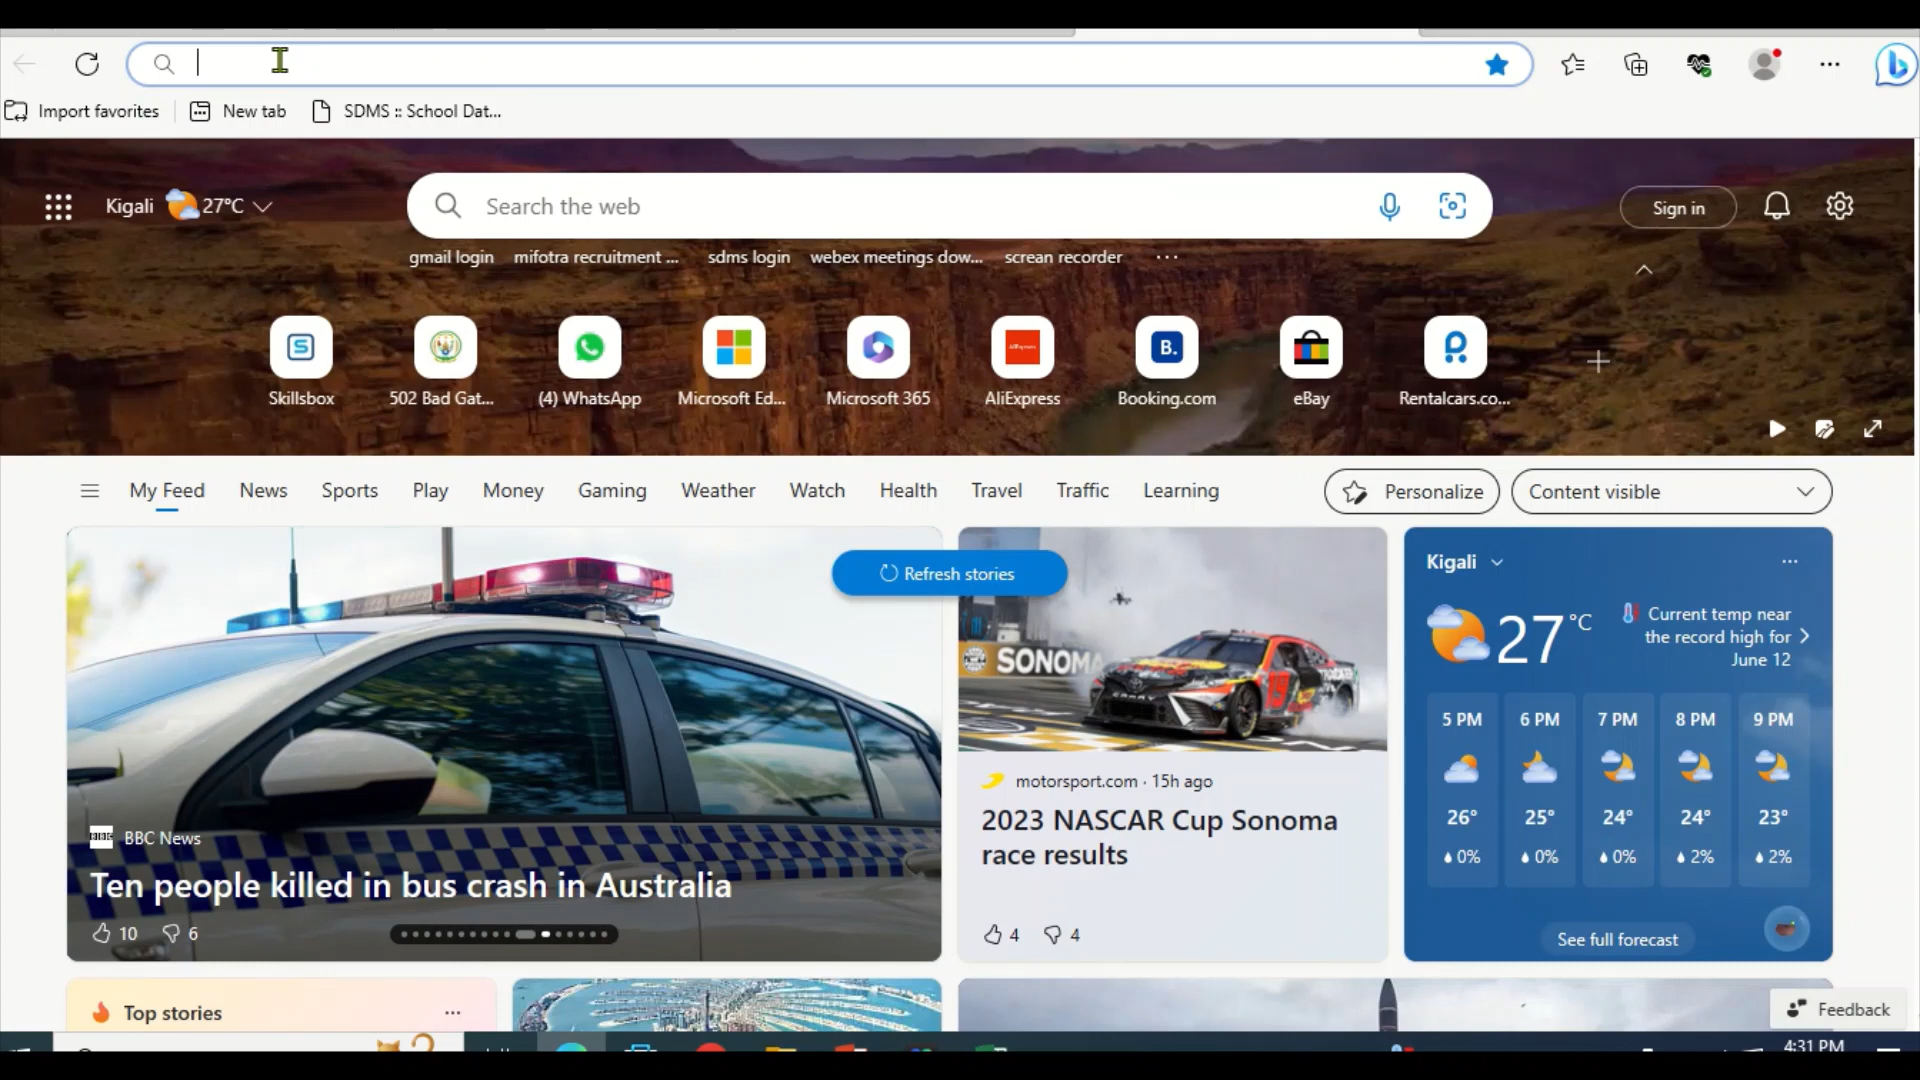 Import favorites
New tab
SDMS :: School Dat...
Kigali
27°C
Search the web
Sign in
gmail login
mifotra recruitment ...
sdms login
webex meetings dow...
screan recorder
Skillsbox
502 Bad Gat...
(4) WhatsApp
Microsoft Ed...
Microsoft 365
AliExpress
Booking.com
eBay
Rentalcars.co...
B.
My Feed
News
Sports
Play
Money
Gaming
Weather
Watch
Health
Travel
Traffic
Learning
Personalize
Content visible
Refresh stories
BBC News
Ten people killed in bus crash in Australia
10
6
SONOMA
19
motorsport.com · 15h ago
2023 NASCAR Cup Sonoma
race results
4
4
Kigali
27 °C
Current temp near
the record high for
June 12
5 PM
6 PM
7 PM
8 PM
9 PM
26°
25°
24°
24°
23°
0%
0%
0%
2%
2%
See full forecast
Top stories
Feedback
4:31 PM